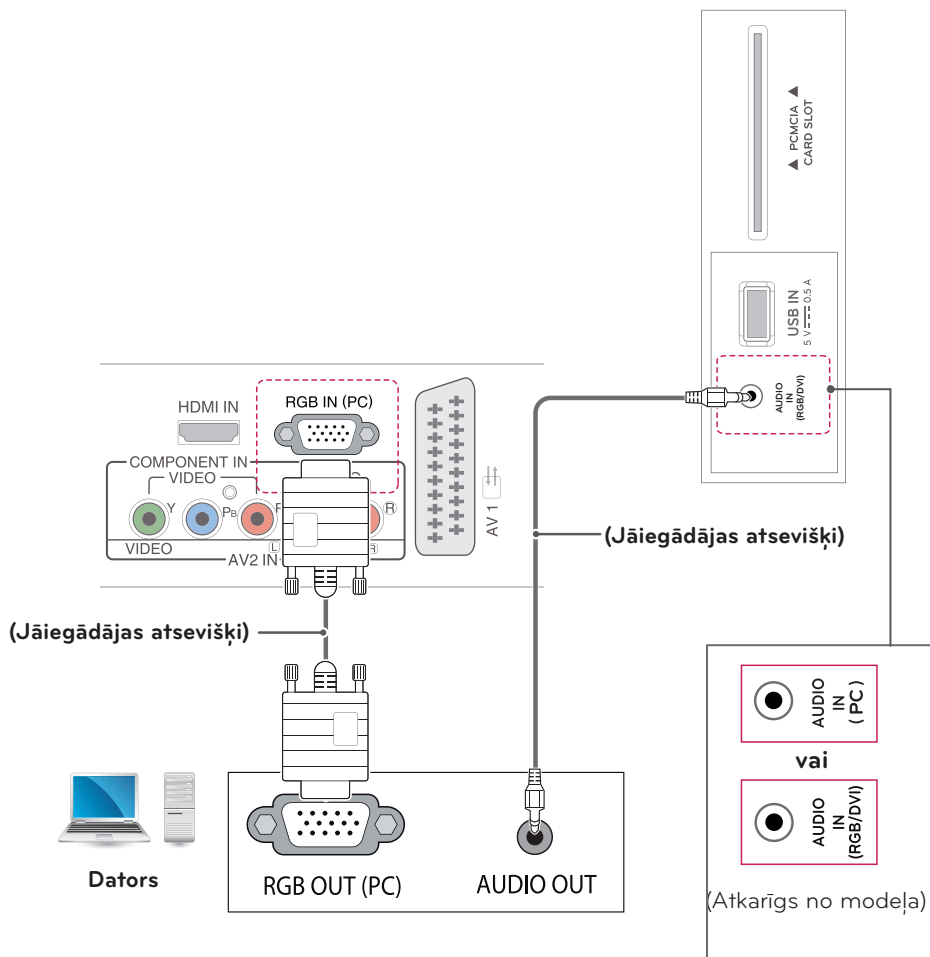 ▲ PCMCIA ▲
CARD SLOT
USB IN
5 V 0.5 A
AUDIO
IN
(RGB/DVI)
HDMI IN
RGB IN (PC)
COMPONENT IN
VIDEO
Y
PB
R
VIDEO
L
R
AV2 IN
AV 1
(Jāiegādājas atsevišķi)
(Jāiegādājas atsevišķi)
AUDIO
IN
(PC)
vai
AUDIO
IN
(RGB/DVI)
(Atkarīgs no modeļa)
Dators
RGB OUT (PC)
AUDIO OUT